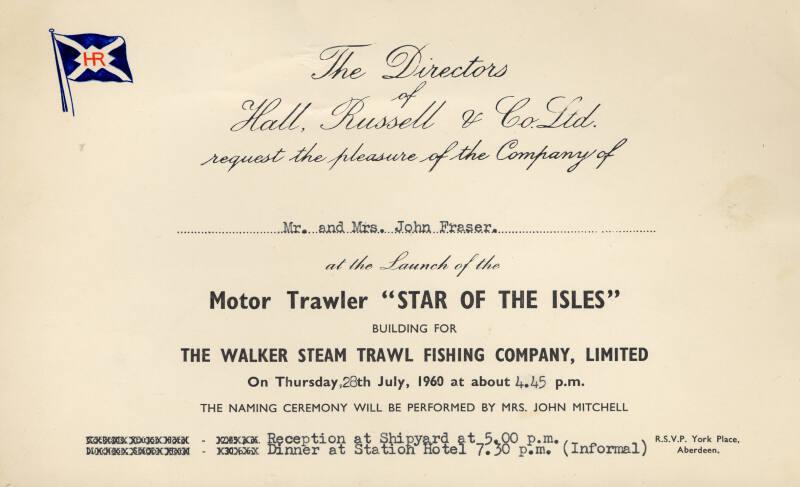 HR
The Directors
of
Hall, Russell & Co. Ltd.
request the pleasure of the Company of
Mr. and Mrs. John Fraser.
at the Launch of the
Motor Trawler "STAR OF THE ISLES"
BUILDING FOR
THE WALKER STEAM TRAWL FISHING COMPANY, LIMITED
On Thursday, 28th July, 1960 at about 4.45 p.m.
THE NAMING CEREMONY WILL BE PERFORMED BY MRS. JOHN MITCHELL
Reception at Shipyard at 5.00 p.m.
Dinner at Station Hotel 7.30 p.m. (Informal)
R.S.V.P. York Place,
Aberdeen.